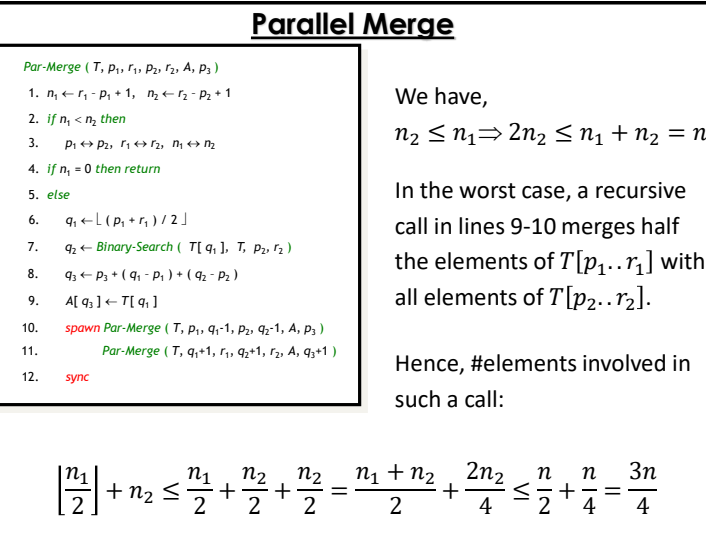 Parallel Merge
Par-Merge ( T, p₁, r₁, p₂, r₂, A, p₃ )
1. n₁ ← r₁ - p₁ + 1, n₂ ← r₂ - p₂ + 1
2. if n₁ < n₂ then
3. p₁ ↔ p₂, r₁ ↔ r₂, n₁ ↔ n₂
4. if n₁ = 0 then return
5. else
6. q₁ ← ⌊ ( p₁ + r₁ ) / 2 ⌋
7. q₂ ← Binary-Search ( T[ q₁ ], T, p₂, r₂ )
8. q₃ ← p₃ + ( q₁ - p₁ ) + ( q₂ - p₂ )
9. A[ q₃ ] ← T[ q₁ ]
10. spawn Par-Merge ( T, p₁, q₁-1, p₂, q₂-1, A, p₃ )
11. Par-Merge ( T, q₁+1, r₁, q₂+1, r₂, A, q₃+1 )
12. sync
We have,
n₂ ≤ n₁ ⇒ 2n₂ ≤ n₁ + n₂ = n
In the worst case, a recursive
call in lines 9-10 merges half
the elements of T[p₁..r₁] with
all elements of T[p₂..r₂].
Hence, #elements involved in
such a call:
⌊n₁/2⌋ + n₂ ≤ n₁/2 + n₂/2 + n₂/2 = (n₁ + n₂)/2 + 2n₂/4 ≤ n/2 + n/4 = 3n/4